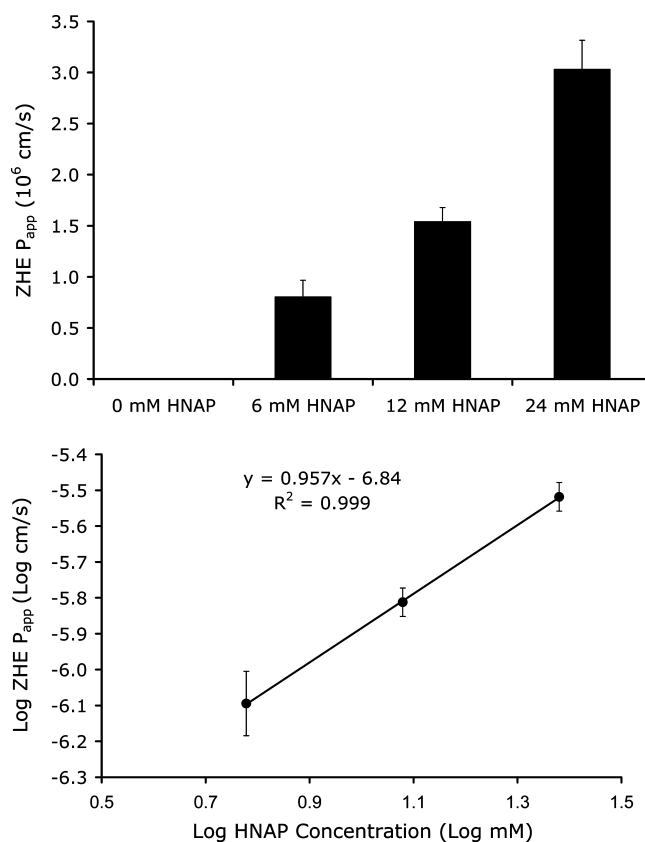 3.5
3.0
2.5
2.0
1.5
1.0
0.5
0.0
ZHE Papp (10⁶ cm/s)
0 mM HNAP 6 mM HNAP 12 mM HNAP 24 mM HNAP
-5.4
-5.5
-5.6
-5.8
-5.9
-6.0
-6.1
-6.2
-6.3
Log ZHE Papp (Log cm/s)
y = 0.957x - 6.84
R² = 0.999
0.5 0.7 0.9 1.1 1.3 1.5
Log HNAP Concentration (Log mM)